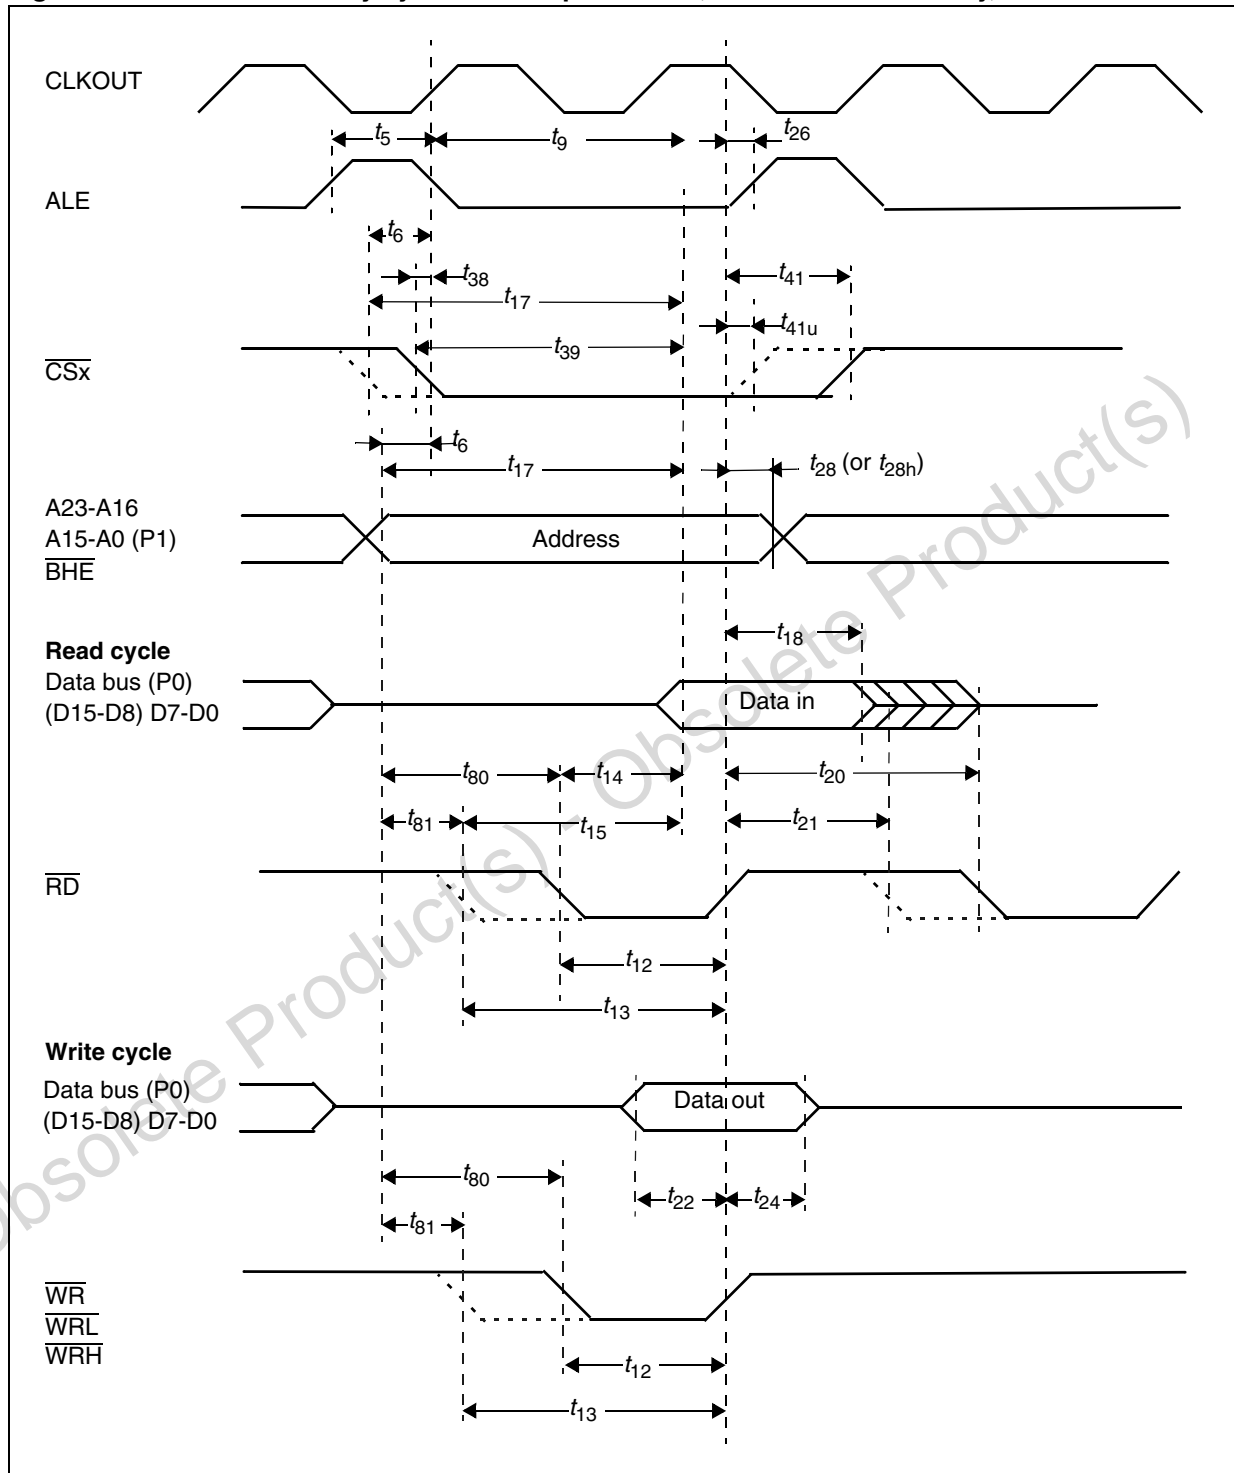 CLKOUT
t5 t9 t26
ALE
t6
t38 t41
t17
t41u
t39
CSx
t6
t17 t28 (or t28h)
A23-A16
A15-A0 (P1) Address
BHE
t18
Read cycle
Data bus (P0) Data in
(D15-D8) D7-D0
t80 t14 t20
t81 t15 t21
RD
t12
t13
Write cycle
Data bus (P0) Data out
(D15-D8) D7-D0
t80
t22 t24
t81
WR
WRL
WRH
t12
t13
Obsolete Product(s) - Obsolete Product(s)